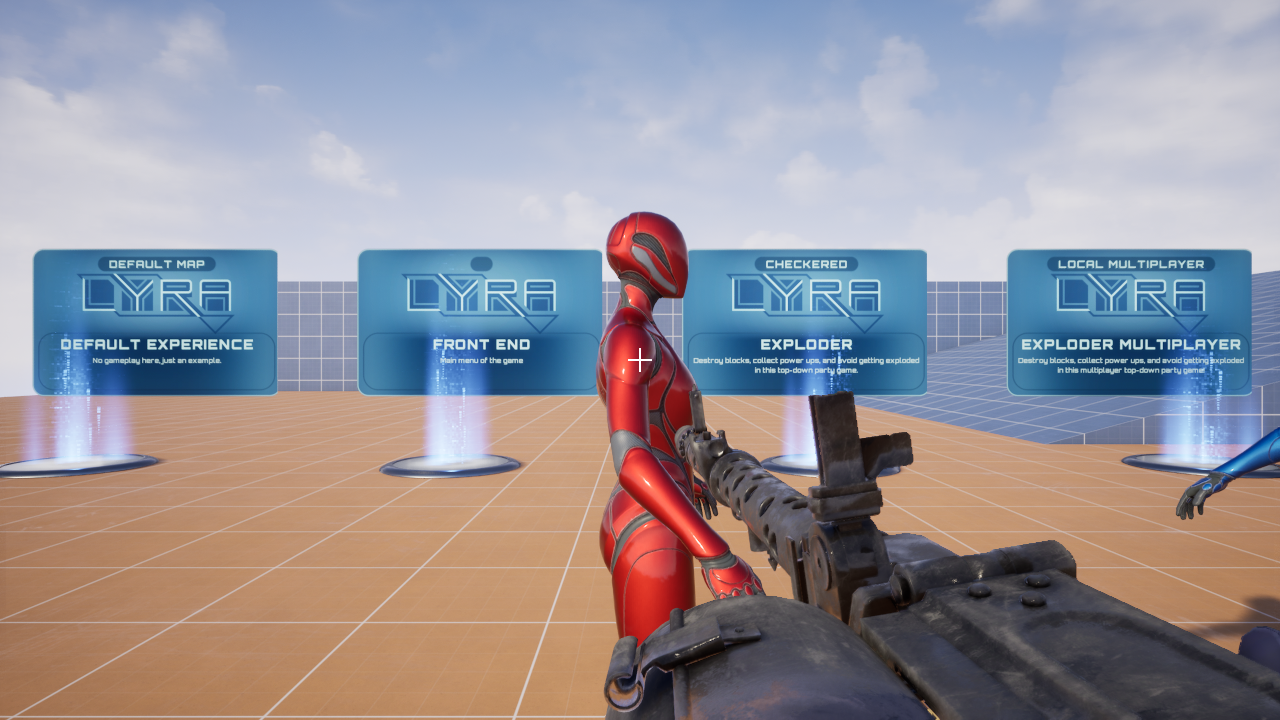 DEFAULT MAP
LYRA
DEFAULT EXPERIENCE
No gameplay here, just an example.
LYRA
FRONT END
Main menu of the game
CHECKERED
LYRA
EXPLODER
Destroy blocks, collect power ups, and avoid getting exploded
in this top-down party game.
LOCAL MULTIPLAYER
LYRA
EXPLODER MULTIPLAYER
Destroy blocks, collect power ups, and avoid getting exploded
in this multiplayer top-down party game!